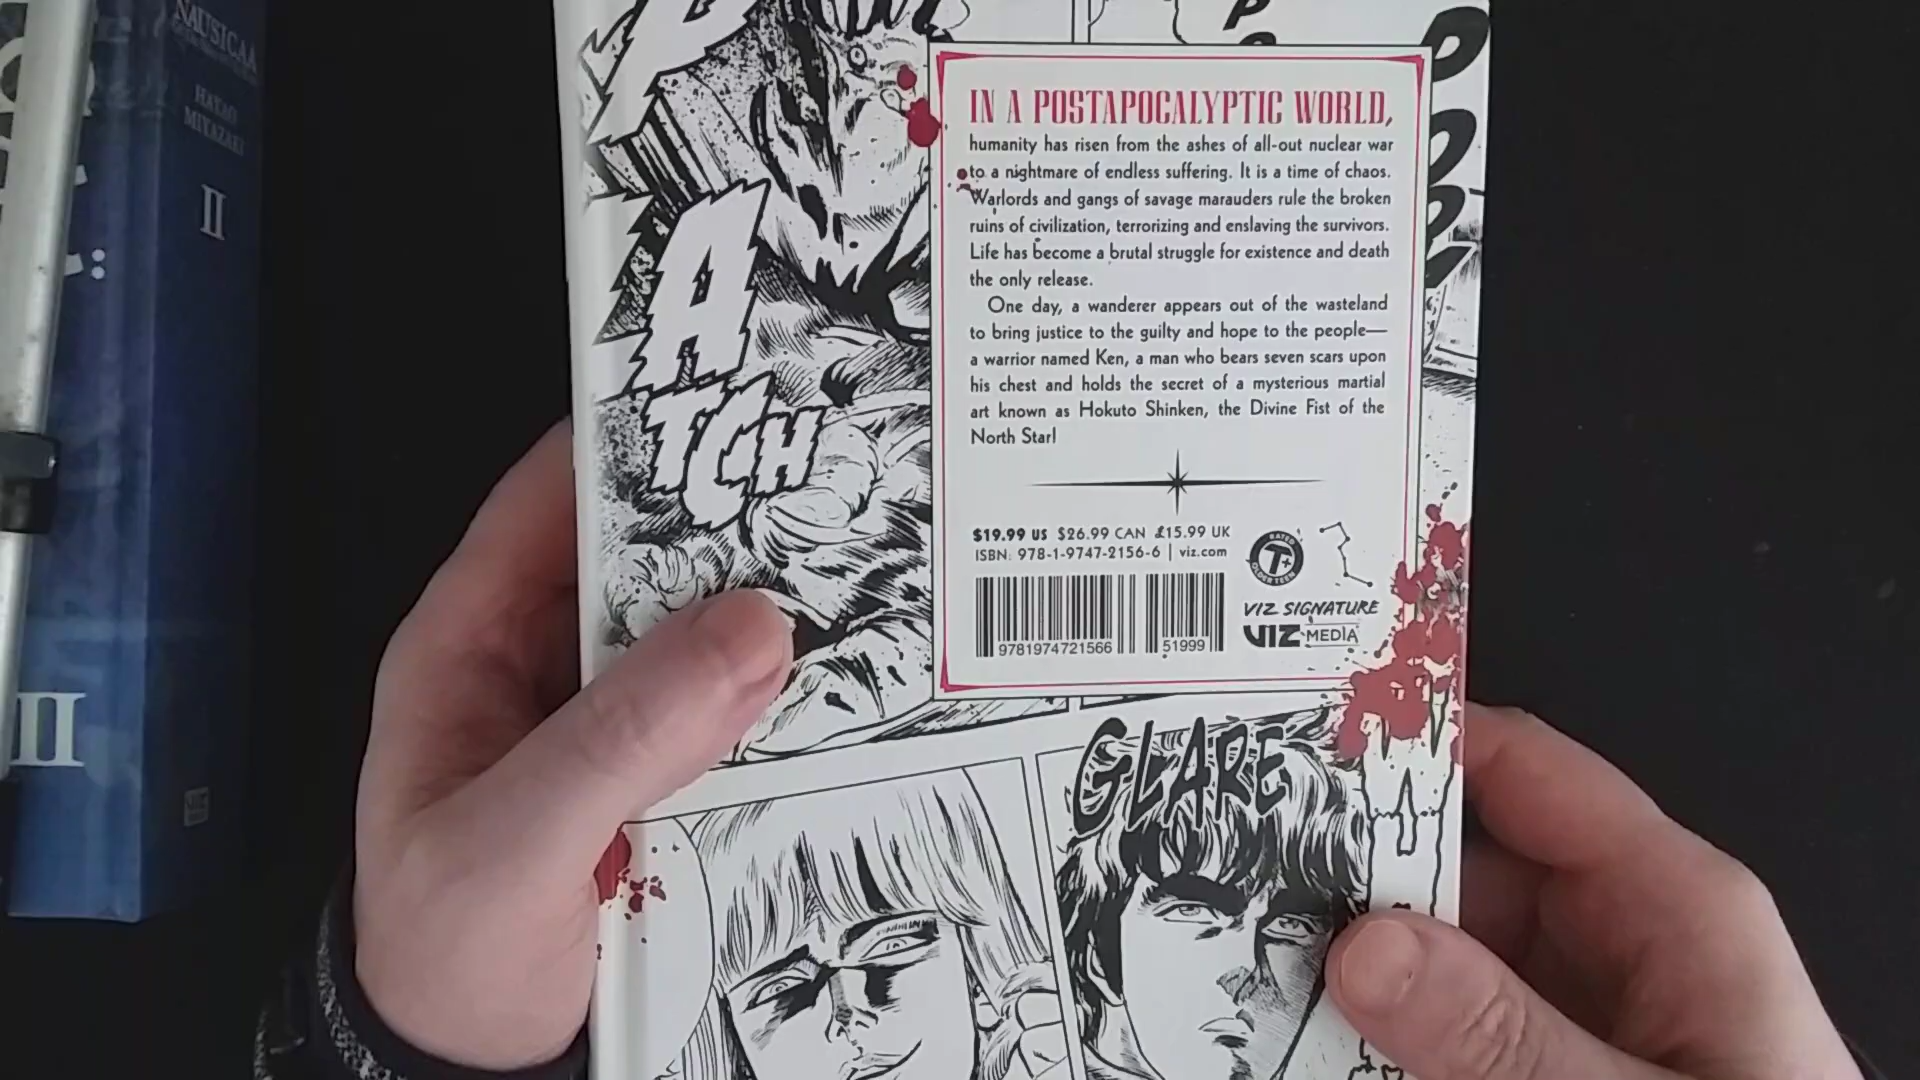 NAUSICAÄ
HAYAO
MIYAZAKI
II
II
A
TCH
IN A POSTAPOCALYPTIC WORLD,
humanity has risen from the ashes of all-out nuclear war
to a nightmare of endless suffering. It is a time of chaos.
Warlords and gangs of savage marauders rule the broken
ruins of civilization, terrorizing and enslaving the survivors.
Life has become a brutal struggle for existence and death
the only release.
One day, a wanderer appears out of the wasteland
to bring justice to the guilty and hope to the people—
a warrior named Ken, a man who bears seven scars upon
his chest and holds the secret of a mysterious martial
art known as Hokuto Shinken, the Divine Fist of the
North Star!
$19.99 US $26.99 CAN £15.99 UK
ISBN: 978-1-9747-2156-6 | viz.com
RATED
T+
OLDER TEEN
VIZ SIGNATURE
VIZ MEDIA
9781974721566
51999
GLARE
VIZ